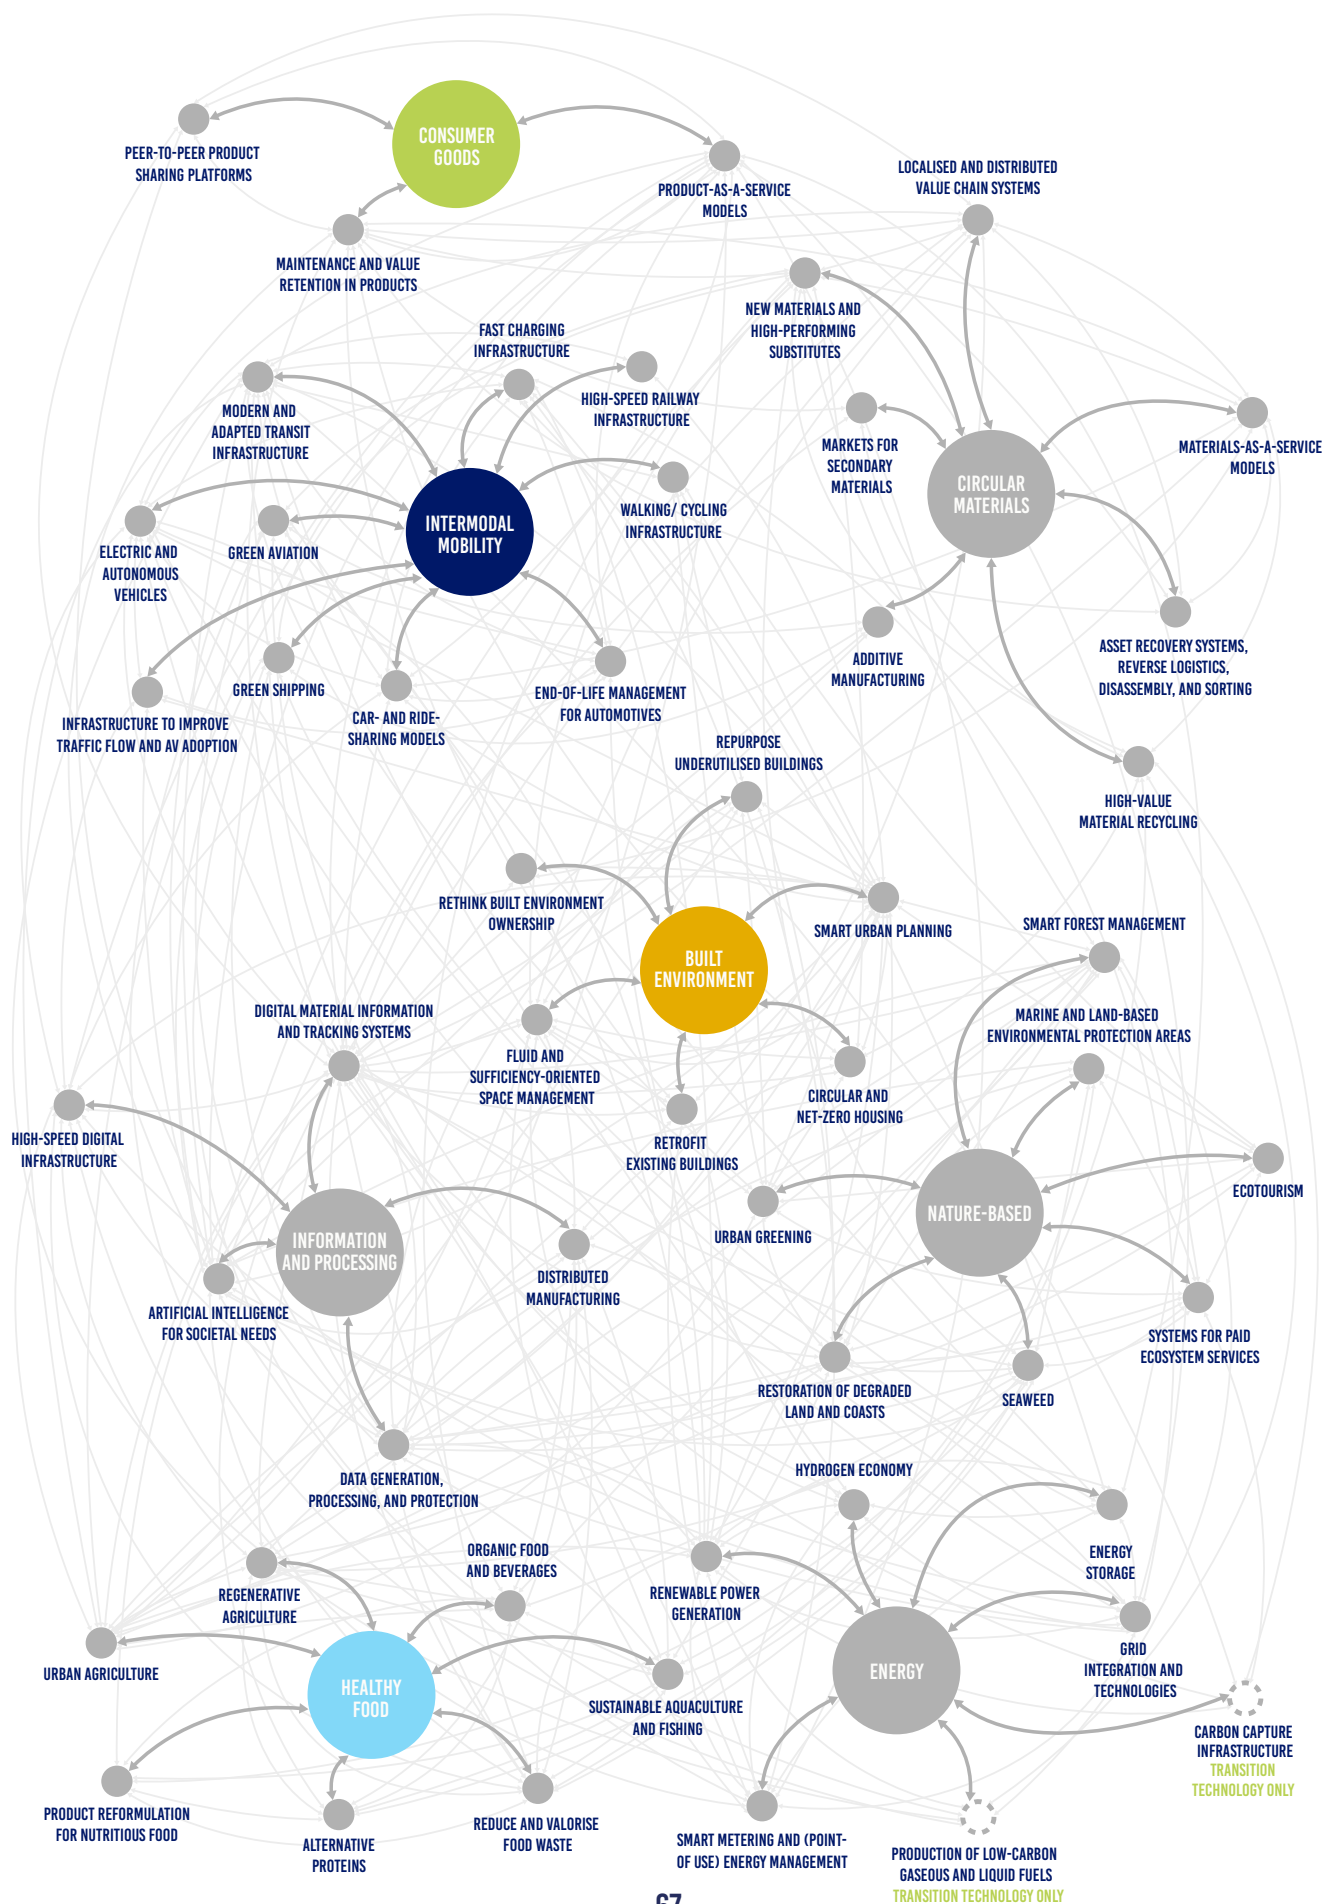 CONSUMER
GOODS
PEER-TO-PEER PRODUCT
SHARING PLATFORMS
PRODUCT-AS-A-SERVICE
MODELS
LOCALISED AND DISTRIBUTED
VALUE CHAIN SYSTEMS
MAINTENANCE AND VALUE
RETENTION IN PRODUCTS
NEW MATERIALS AND
HIGH-PERFORMING
SUBSTITUTES
FAST CHARGING
INFRASTRUCTURE
HIGH-SPEED RAILWAY
INFRASTRUCTURE
MODERN AND
ADAPTED TRANSIT
INFRASTRUCTURE
MARKETS FOR
SECONDARY
MATERIALS
MATERIALS-AS-A-SERVICE
MODELS
CIRCULAR
MATERIALS
INTERMODAL
MOBILITY
WALKING/ CYCLING
INFRASTRUCTURE
ELECTRIC AND
AUTONOMOUS
VEHICLES
GREEN AVIATION
ADDITIVE
MANUFACTURING
ASSET RECOVERY SYSTEMS,
REVERSE LOGISTICS,
DISASSEMBLY, AND SORTING
GREEN SHIPPING
END-OF-LIFE MANAGEMENT
FOR AUTOMOTIVES
INFRASTRUCTURE TO IMPROVE
TRAFFIC FLOW AND AV ADOPTION
CAR- AND RIDE-
SHARING MODELS
REPURPOSE
UNDERUTILISED BUILDINGS
HIGH-VALUE
MATERIAL RECYCLING
RETHINK BUILT ENVIRONMENT
OWNERSHIP
SMART URBAN PLANNING
SMART FOREST MANAGEMENT
BUILT
ENVIRONMENT
DIGITAL MATERIAL INFORMATION
AND TRACKING SYSTEMS
MARINE AND LAND-BASED
ENVIRONMENTAL PROTECTION AREAS
FLUID AND
SUFFICIENCY-ORIENTED
SPACE MANAGEMENT
CIRCULAR AND
NET-ZERO HOUSING
HIGH-SPEED DIGITAL
INFRASTRUCTURE
RETROFIT
EXISTING BUILDINGS
ECOTOURISM
NATURE-BASED
URBAN GREENING
INFORMATION
AND PROCESSING
DISTRIBUTED
MANUFACTURING
ARTIFICIAL INTELLIGENCE
FOR SOCIETAL NEEDS
SYSTEMS FOR PAID
ECOSYSTEM SERVICES
RESTORATION OF DEGRADED
LAND AND COASTS
SEAWEED
DATA GENERATION,
PROCESSING, AND PROTECTION
HYDROGEN ECONOMY
ORGANIC FOOD
AND BEVERAGES
ENERGY
STORAGE
REGENERATIVE
AGRICULTURE
RENEWABLE POWER
GENERATION
GRID
INTEGRATION AND
TECHNOLOGIES
URBAN AGRICULTURE
ENERGY
HEALTHY
FOOD
SUSTAINABLE AQUACULTURE
AND FISHING
CARBON CAPTURE
INFRASTRUCTURE
TRANSITION
TECHNOLOGY ONLY
PRODUCT REFORMULATION
FOR NUTRITIOUS FOOD
ALTERNATIVE
PROTEINS
REDUCE AND VALORISE
FOOD WASTE
SMART METERING AND (POINT-
OF USE) ENERGY MANAGEMENT
PRODUCTION OF LOW-CARBON
GASEOUS AND LIQUID FUELS
TRANSITION TECHNOLOGY ONLY
67